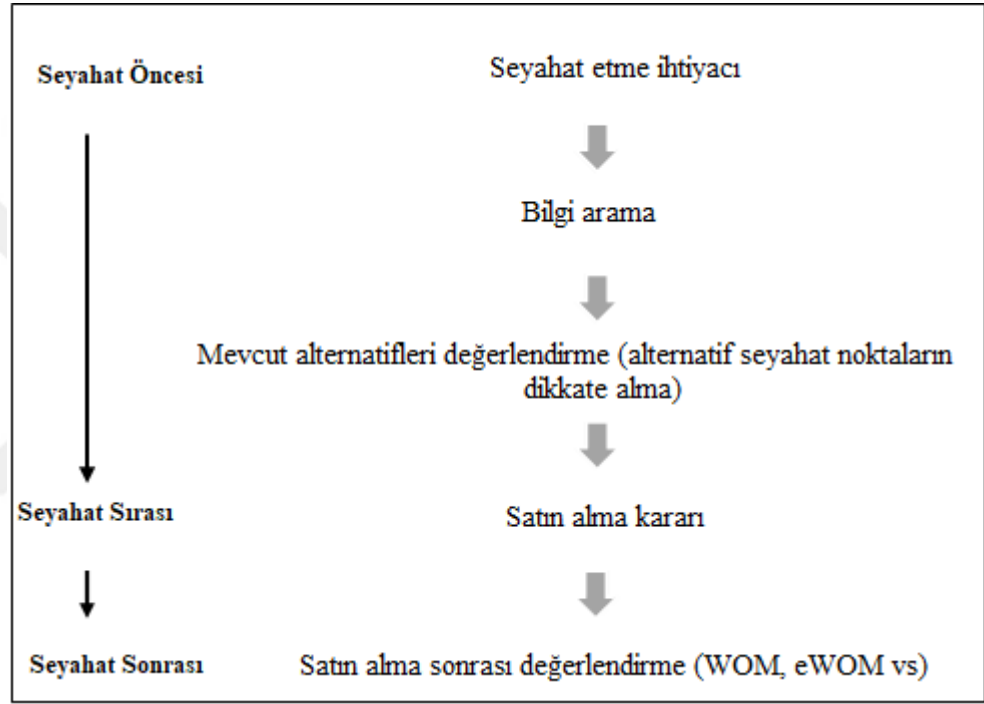 Seyahat Öncesi
Seyahat etme ihtiyacı
Bilgi arama
Mevcut alternatifleri değerlendirme (alternatif seyahat noktaların
dikkate alma)
Seyahat Sırası
Satın alma kararı
Seyahat Sonrası
Satın alma sonrası değerlendirme (WOM, eWOM vs)